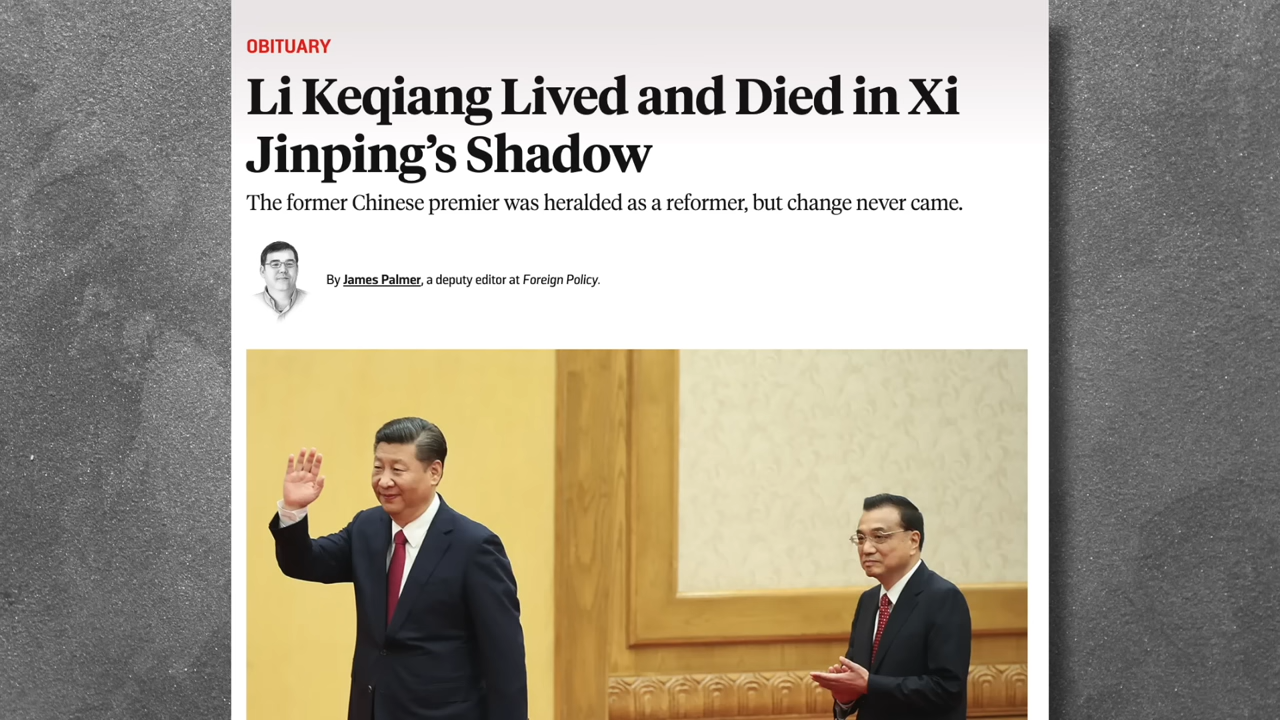 OBITUARY
Li Keqiang Lived and Died in Xi
Jinping’s Shadow
The former Chinese premier was heralded as a reformer, but change never came.
By James Palmer, a deputy editor at Foreign Policy.